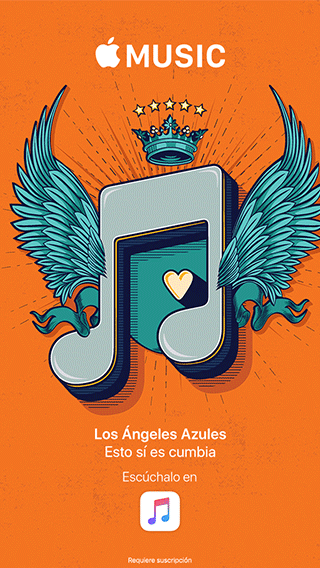 MUSIC
Los Ángeles Azules
Esto sí es cumbia
Escúchalo en
Requiere suscripción